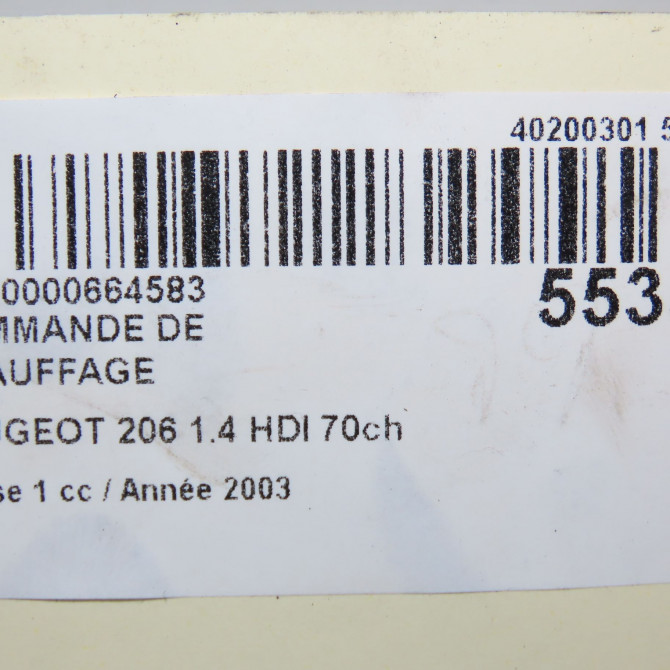 40200301 5
0000664583
553
MMANDE DE
AUFFAGE
GEOT 206 1.4 HDI 70ch
se 1 cc / Année 2003